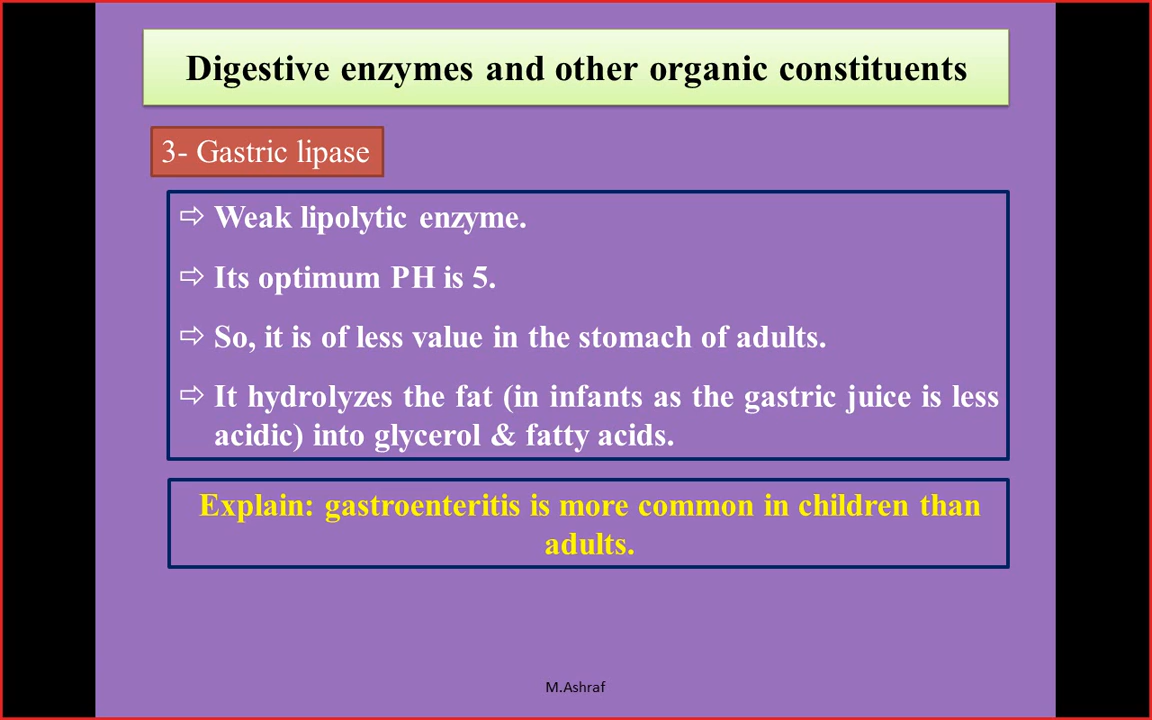 Digestive enzymes and other organic constituents
3- Gastric lipase
⇨ Weak lipolytic enzyme.
⇨ Its optimum PH is 5.
⇨ So, it is of less value in the stomach of adults.
⇨ It hydrolyzes the fat (in infants as the gastric juice is less
acidic) into glycerol & fatty acids.
Explain: gastroenteritis is more common in children than
adults.
M.Ashraf